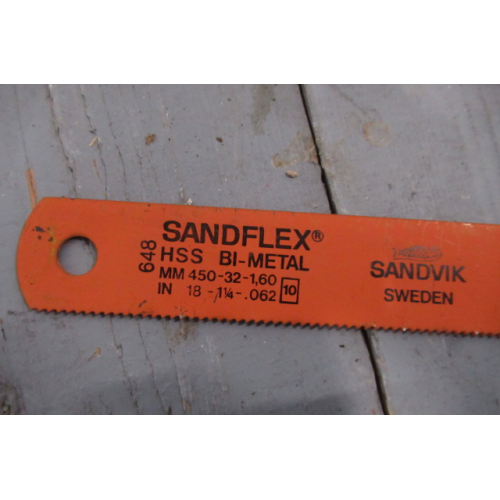 648
SANDFLEX®
HSS BI-METAL
MM 450-32-1,60
IN 18-1¼-.062 10
SANDVIK
SWEDEN